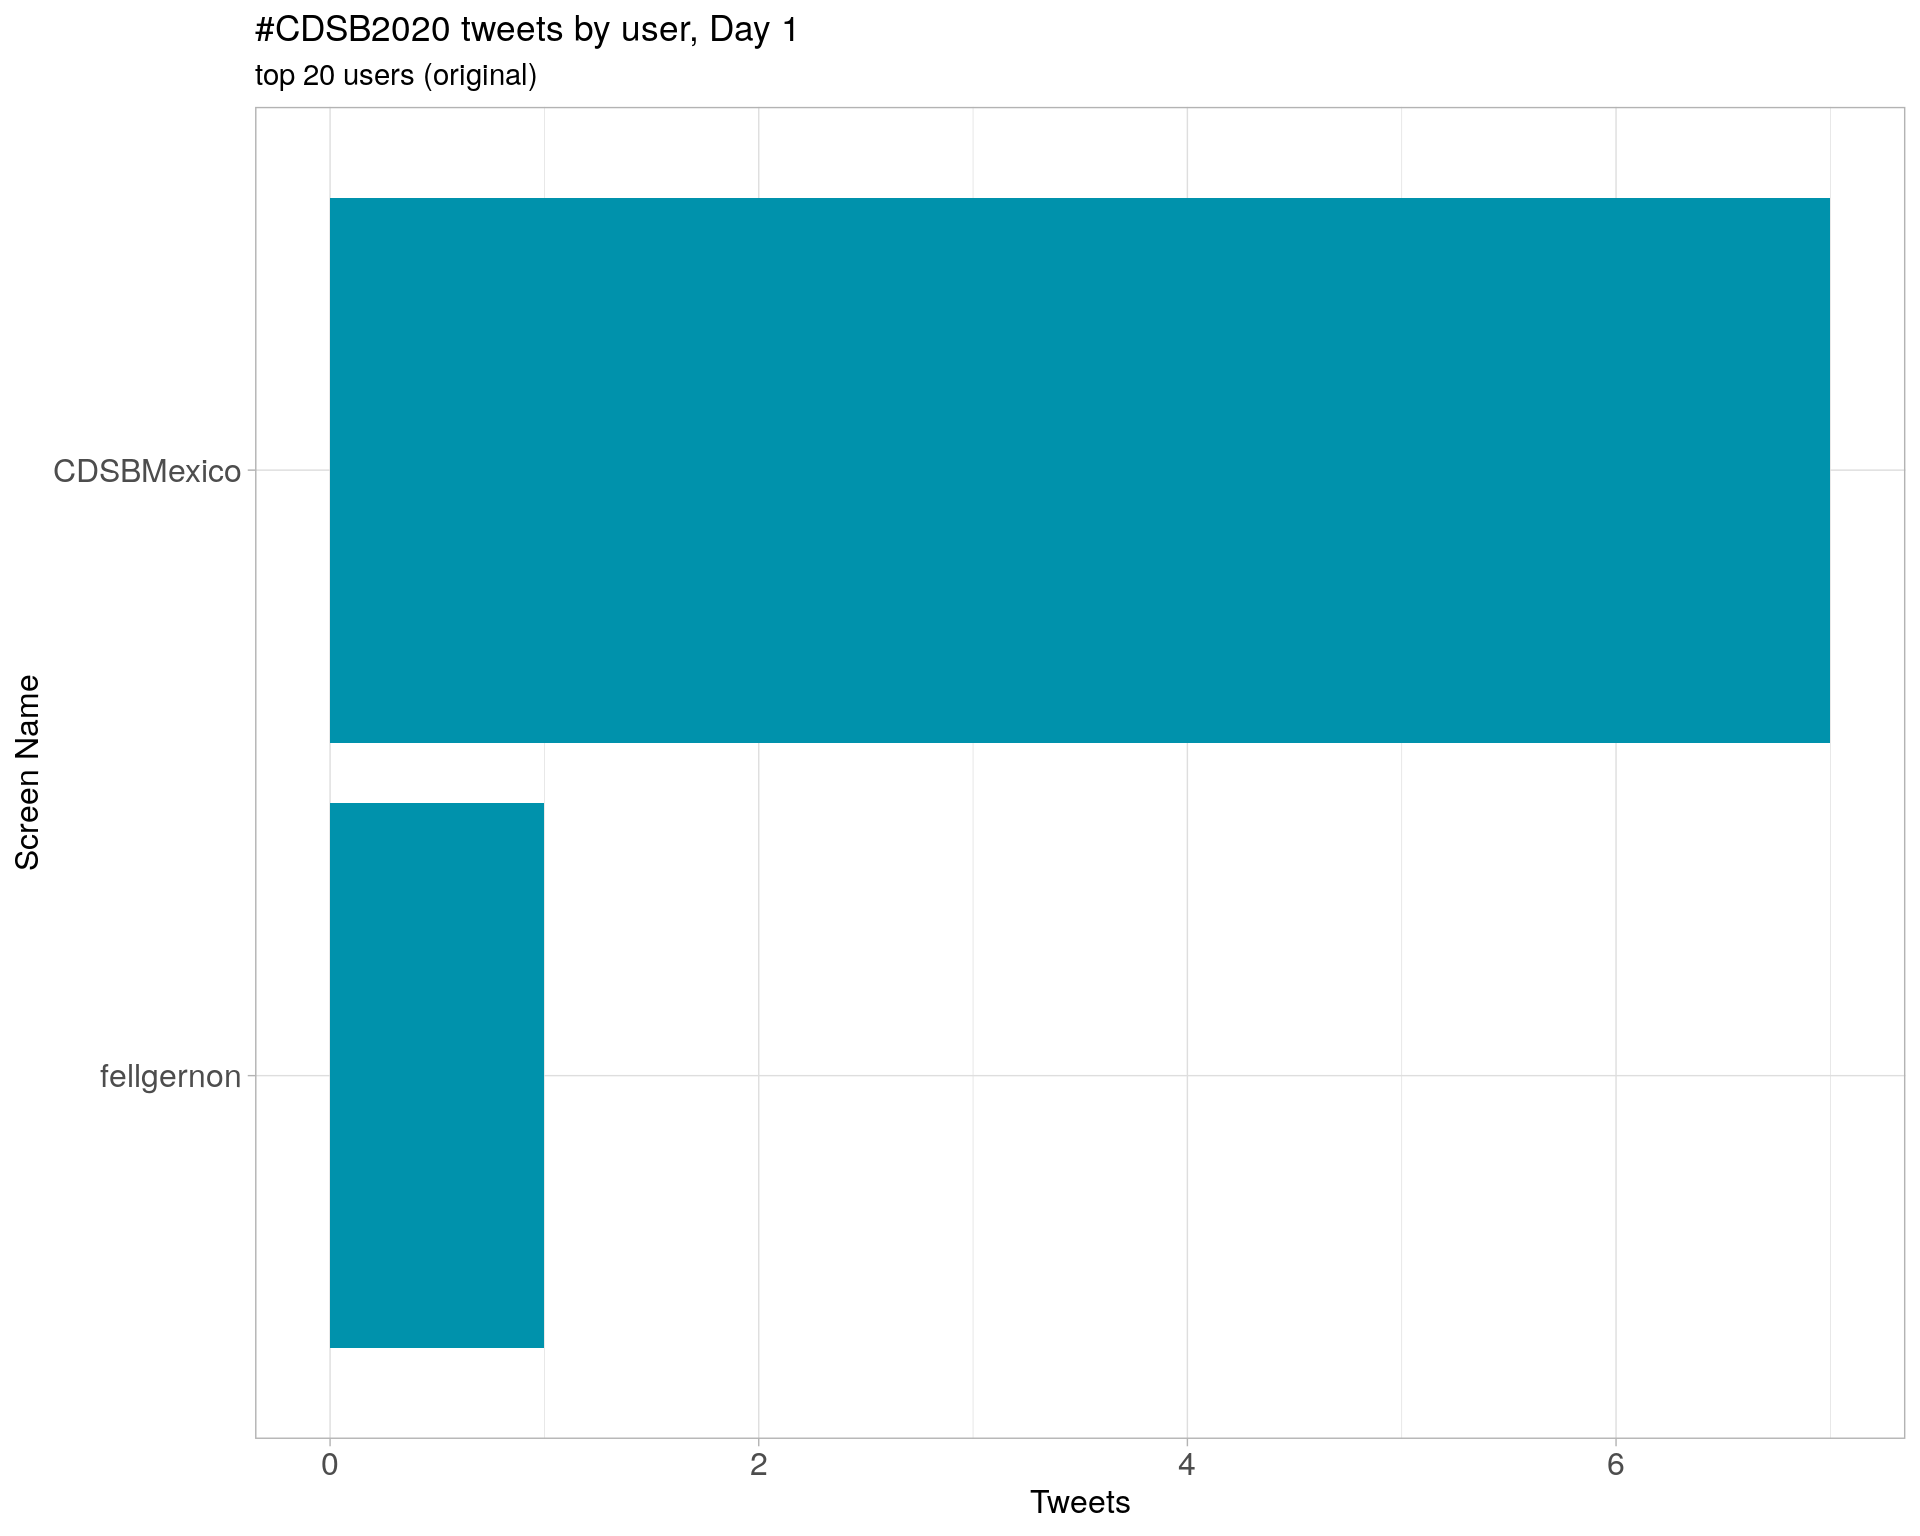 #CDSB2020 tweets by user, Day 1
top 20 users (original)
Screen Name
CDSBMexico
fellgernon
0 2 4 6
Tweets